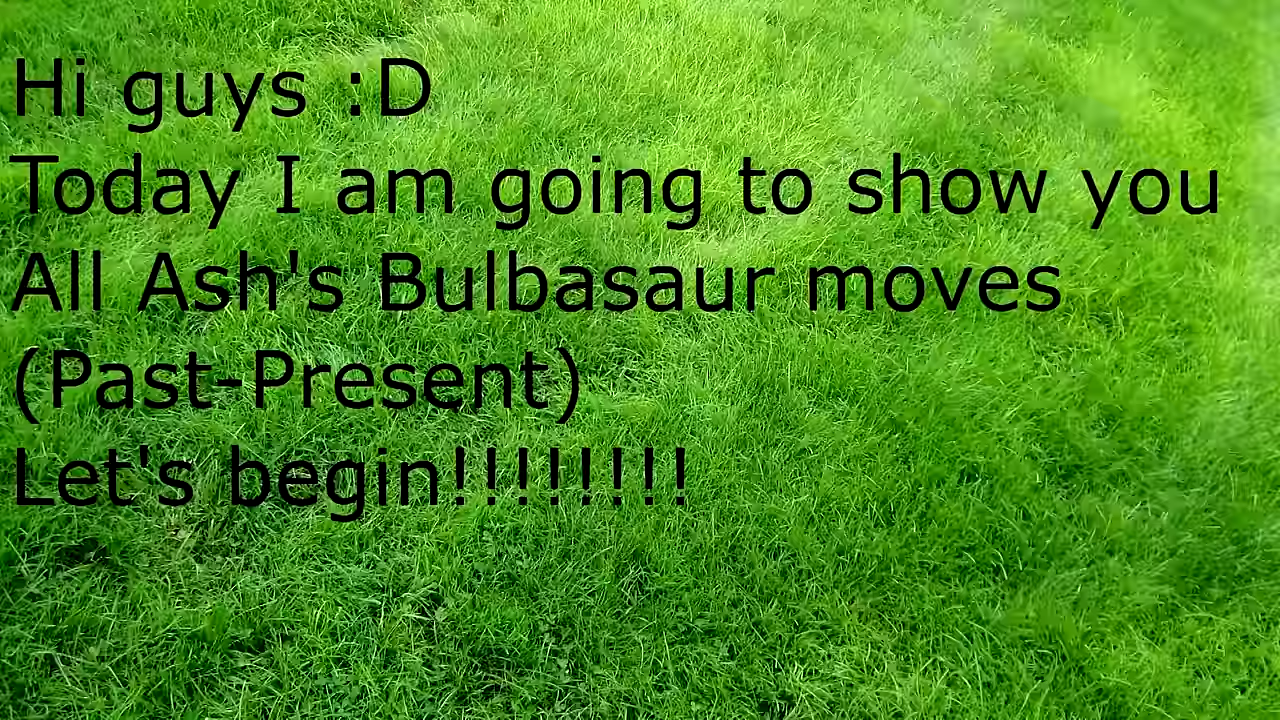 Hi guys :D
Today I am going to show you
All Ash's Bulbasaur moves
(Past-Present)
Let's begin!!!!!!!!